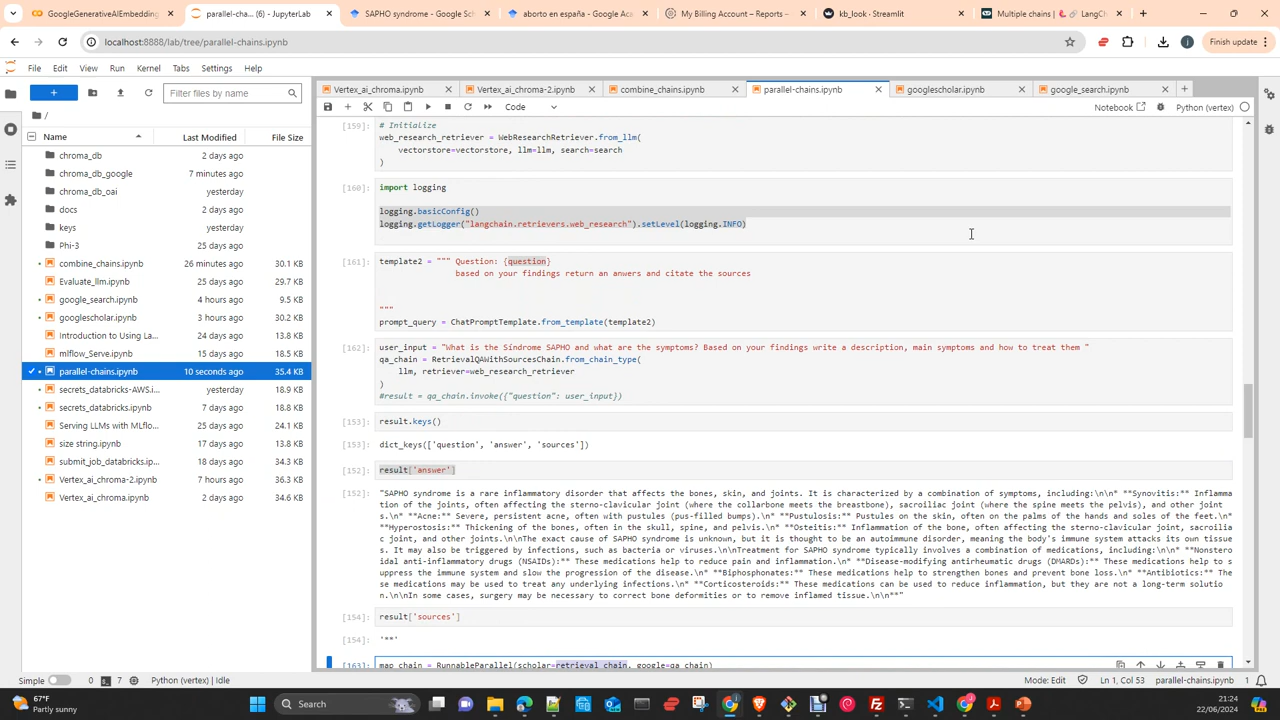 GoogleGenerativeAIEmbedding
parallel-cha... (6) - JupyterLab
SAPHO syndrome - Google Sc
aborto en españa - Google Aca
My Billing Account – Reports –
kb_look - Streamlit
Multiple chains | LangCh
localhost:8888/lab/tree/parallel-chains.ipynb
Finish update
File Edit View Run Kernel Tabs Settings Help
Filter files by name
/
Name Last Modified File Size
chroma_db 2 days ago
chroma_db_google 7 minutes ago
chroma_db_oai yesterday
docs 2 days ago
keys yesterday
Phi-3 25 days ago
combine_chains.ipynb 26 minutes ago 30.1 KB
Evaluate_llm.ipynb 25 days ago 29.7 KB
google_search.ipynb 4 hours ago 9.5 KB
googlescholar.ipynb 3 hours ago 30.2 KB
Introduction to Using La... 24 days ago 13.8 KB
mlflow_Serve.ipynb 15 days ago 18.5 KB
parallel-chains.ipynb 10 seconds ago 35.4 KB
secrets_databricks-AWS.i... yesterday 18.9 KB
secrets_databricks.ipynb 7 days ago 18.8 KB
Serving LLMs with MLflo... 25 days ago 24.1 KB
size string.ipynb 17 days ago 13.8 KB
submit_job_databricks.ip... 18 days ago 34.3 KB
Vertex_ai_chroma-2.ipynb 7 hours ago 36.3 KB
Vertex_ai_chroma.ipynb 2 days ago 34.6 KB
Vertex_ai_chroma.ipynb
Vertex_ai_chroma-2.ipynb
combine_chains.ipynb
parallel-chains.ipynb
googlescholar.ipynb
google_search.ipynb
Code
Notebook
Python (vertex)
[159]: # Initialize
web_research_retriever = WebResearchRetriever.from_llm(
vectorstore=vectorstore, llm=llm, search=search
)
[160]: import logging
logging.basicConfig()
logging.getLogger("langchain.retrievers.web_research").setLevel(logging.INFO)
[161]: template2 = """ Question: {question}
based on your findings return an anwers and citate the sources
"""
prompt_query = ChatPromptTemplate.from_template(template2)
[162]: user_input = "What is the Síndrome SAPHO and what are the symptoms? Based on your findings write a description, main symptoms and how to treat them "
qa_chain = RetrievalQAWithSourcesChain.from_chain_type(
llm, retriever=web_research_retriever
)
#result = qa_chain.invoke({"question": user_input})
[153]: result.keys()
[153]: dict_keys(['question', 'answer', 'sources'])
[152]: result['answer']
[152]: "SAPHO syndrome is a rare inflammatory disorder that affects the bones, skin, and joints. It is characterized by a combination of symptoms, including:\n\n* **Synovitis:** Inflamma
tion of the joints, often affecting the sterno-clavicular joint (where the collarbone meets the breastbone), sacroiliac joint (where the spine meets the pelvis), and other joint
s.\n* **Acne:** Severe, persistent acne, often with pustules (pus-filled bumps).\n* **Pustulosis:** Pustules on the skin, often on the palms of the hands and soles of the feet.\n*
**Hyperostosis:** Thickening of the bones, often in the skull, spine, and pelvis.\n* **Osteitis:** Inflammation of the bone, often affecting the sterno-clavicular joint, sacroilia
c joint, and other joints.\n\nThe exact cause of SAPHO syndrome is unknown, but it is thought to be an autoimmune disorder, meaning the body's immune system attacks its own tissue
s. It may also be triggered by infections, such as bacteria or viruses.\n\nTreatment for SAPHO syndrome typically involves a combination of medications, including:\n\n* **Nonstero
idal anti-inflammatory drugs (NSAIDs):** These medications help to reduce pain and inflammation.\n* **Disease-modifying antirheumatic drugs (DMARDs):** These medications help to s
uppress the immune system and slow the progression of the disease.\n* **Biphosphonates:** These medications help to strengthen bones and prevent bone loss.\n* **Antibiotics:** The
se medications may be used to treat any underlying infections.\n* **Corticosteroids:** These medications can be used to reduce inflammation, but they are not a long-term solutio
n.\n\nIn some cases, surgery may be necessary to correct bone deformities or to remove inflamed tissue.\n\n**"
[154]: result['sources']
[154]: '**'
[163]: map_chain = RunnableParallel(scholar=retrieval_chain, google=qa_chain)
Simple 0 7 Python (vertex) | Idle Mode: Edit Ln 1, Col 53 parallel-chains.ipynb 1
67°F
Partly sunny
Search
21:24
22/06/2024